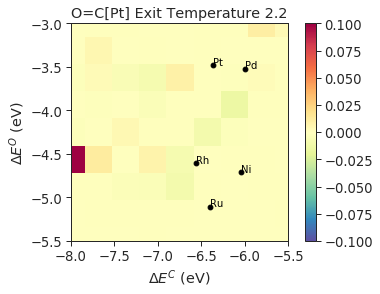 O=C[Pt] Exit Temperature 2.2
−3.0
−3.5
−4.0
−4.5
−5.0
−5.5
ΔE^O (eV)
Pt
Pd
Rh
Ni
Ru
−8.0 −7.5 −7.0 −6.5 −6.0 −5.5
ΔE^C (eV)
0.100
0.075
0.050
0.025
0.000
−0.025
−0.050
−0.075
−0.100